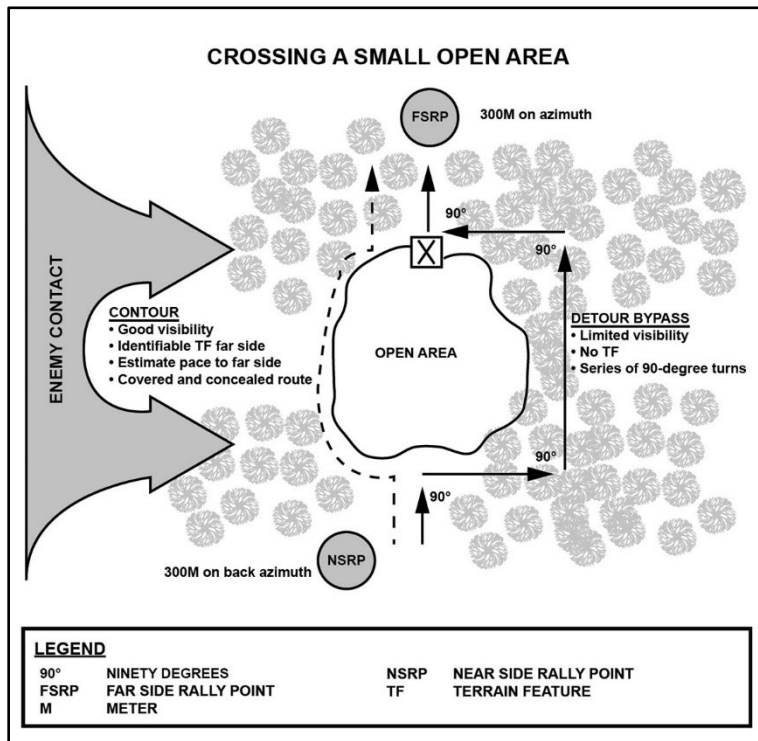 CROSSING A SMALL OPEN AREA
FSRP
300M on azimuth
90°
90°
X
ENEMY CONTACT
CONTOUR
• Good visibility
• Identifiable TF far side
• Estimate pace to far side
• Covered and concealed route
OPEN AREA
DETOUR BYPASS
• Limited visibility
• No TF
• Series of 90-degree turns
90°
90°
NSRP
300M on back azimuth
LEGEND
90° NINETY DEGREES
FSRP FAR SIDE RALLY POINT
M METER
NSRP NEAR SIDE RALLY POINT
TF TERRAIN FEATURE